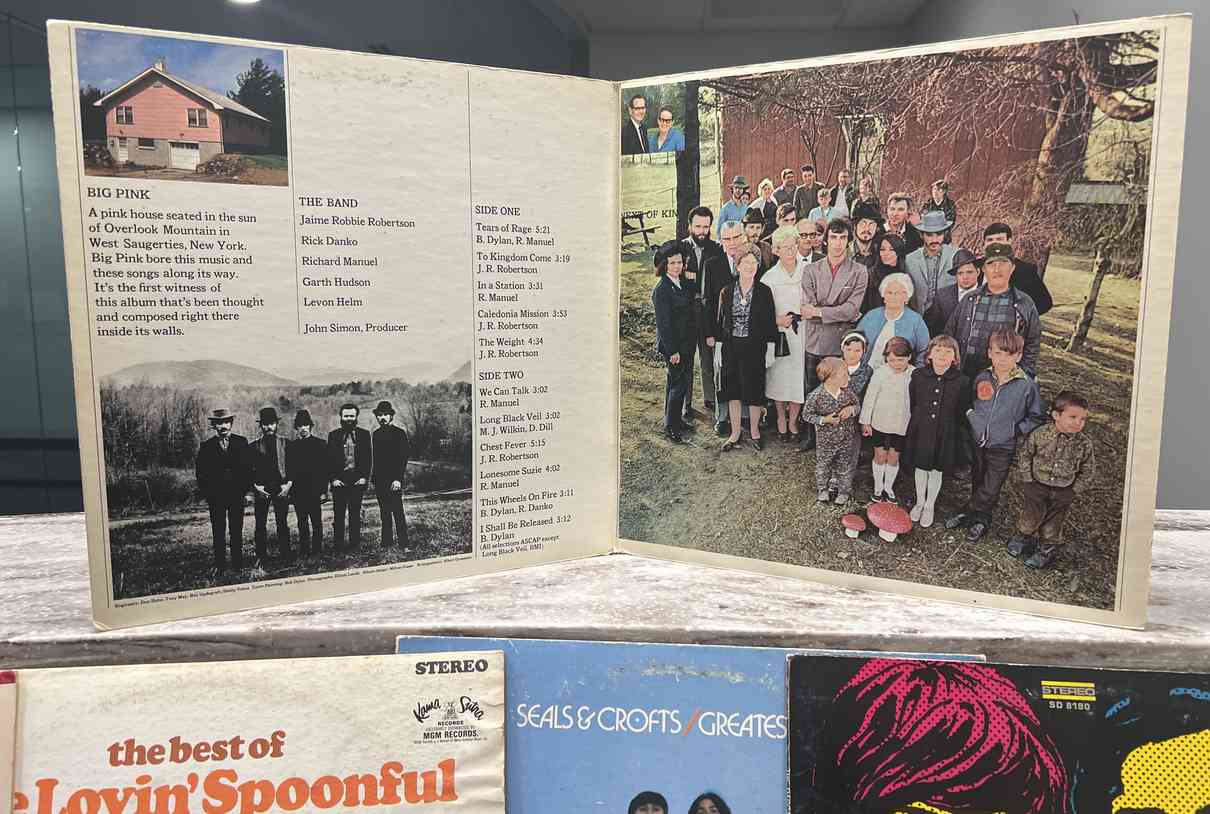 BIG PINK
A pink house seated in the sun
of Overlook Mountain in
West Saugerties, New York.
Big Pink bore this music and
these songs along its way.
It's the first witness of
this album that's been thought
and composed right there
inside its walls.
THE BAND
Jaime Robbie Robertson
Rick Danko
Richard Manuel
Garth Hudson
Levon Helm
John Simon, Producer
SIDE ONE
Tears of Rage 5:21
B. Dylan, R. Manuel
To Kingdom Come 3:19
J. R. Robertson
In a Station 3:31
R. Manuel
Caledonia Mission 3:53
J. R. Robertson
The Weight 4:34
J. R. Robertson
SIDE TWO
We Can Talk 3:02
R. Manuel
Long Black Veil 3:02
M. J. Wilkin, D. Dill
Chest Fever 5:15
J. R. Robertson
Lonesome Suzie 4:02
R. Manuel
This Wheels On Fire 3:11
B. Dylan, R. Danko
I Shall Be Released 3:12
B. Dylan
(All selections ASCAP except
Long Black Veil, BMI)
NEXT OF KIN
STEREO
Kama Sutra
RECORDS
MGM RECORDS.
the best of
Lovin' Spoonful
SEALS & CROFTS / GREATES
STEREO
SD 8190